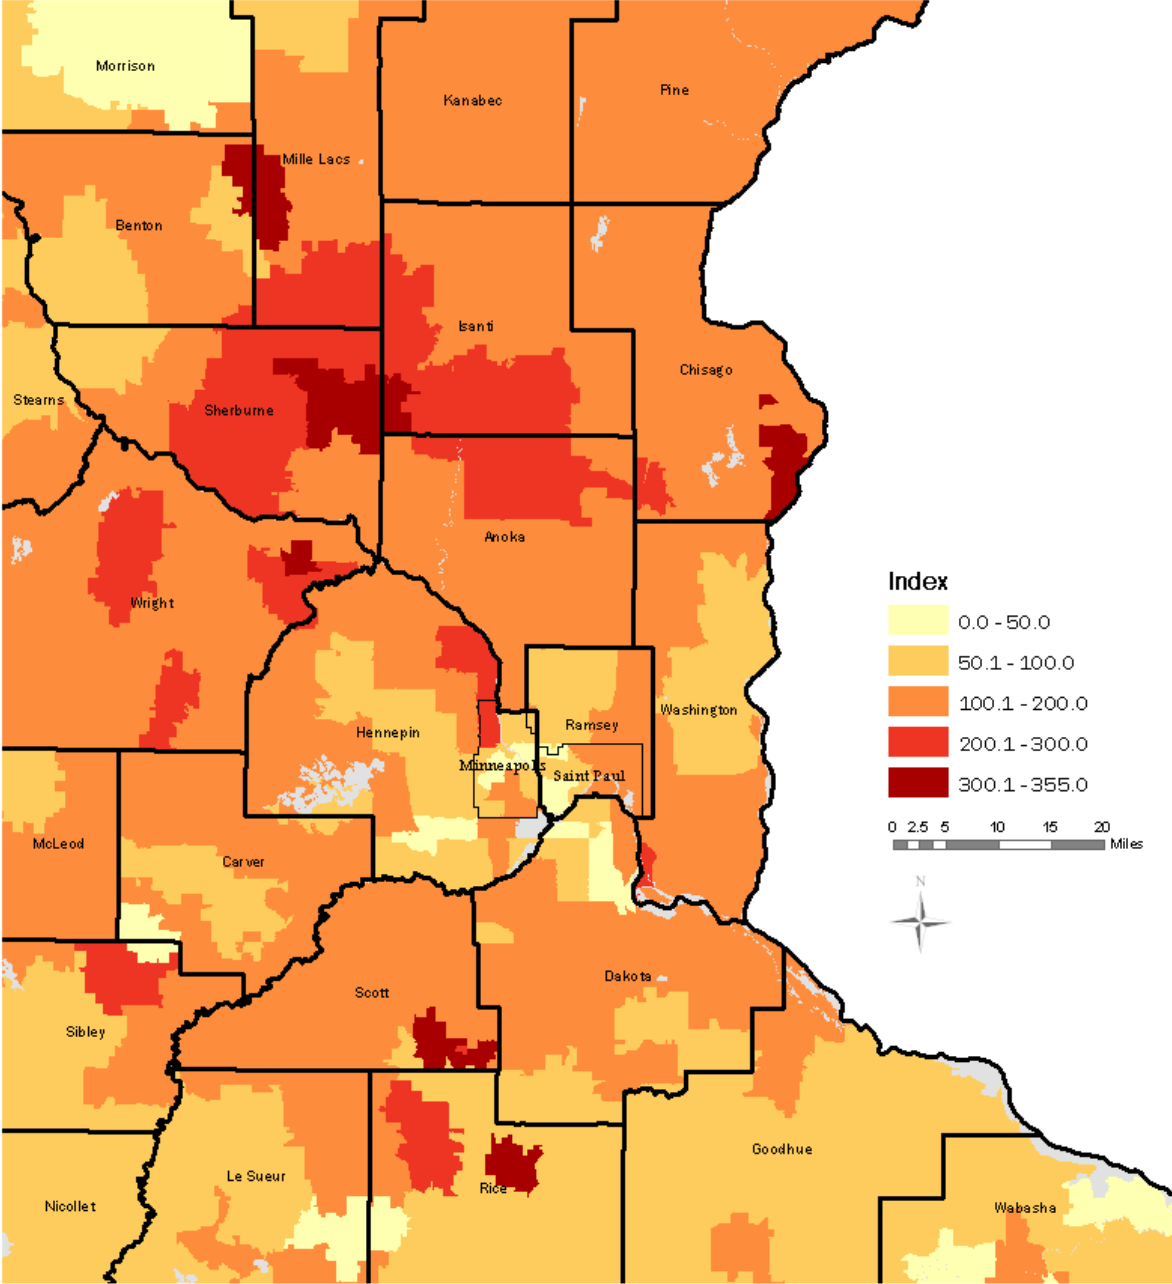 Morrison
Kanabec
Pine
Mille Lacs
Benton
Isanti
Chisago
Stearns
Sherburne
Anoka
Wright
Index
0.0 - 50.0
50.1 - 100.0
100.1 - 200.0
200.1 - 300.0
300.1 - 355.0
0 2.5 5 10 15 20
Miles
N
Washington
Ramsey
Hennepin
Minneapolis
Saint Paul
McLeod
Carver
Dakota
Scott
Sibley
Goodhue
Le Sueur
Rice
Nicollet
Wabasha